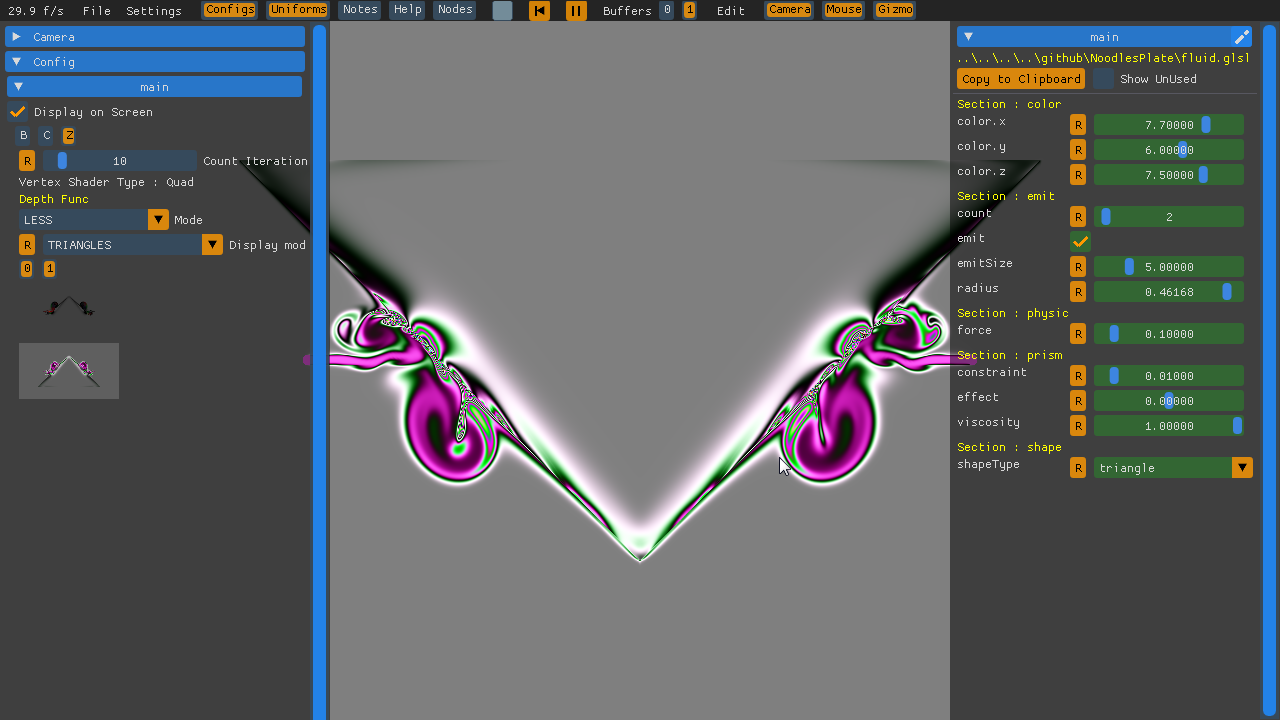 29.9 f/s File Settings Configs Uniforms Notes Help Nodes Buffers 0 1 Edit Camera Mouse Gizmo
Camera
Config
main
Display on Screen
B C Z
R 10 Count Iteration
Vertex Shader Type : Quad
Depth Func
LESS Mode
R TRIANGLES Display mod
0 1
main
..\..\..\..\github\NoodlesPlate\fluid.glsl
Copy to Clipboard Show UnUsed
Section : color
color.x R 7.70000
color.y R 6.00000
color.z R 7.50000
Section : emit
count R 2
emit
emitSize R 5.00000
radius R 0.46168
Section : physic
force R 0.10000
Section : prism
constraint R 0.01000
effect R 0.00000
viscosity R 1.00000
Section : shape
shapeType R triangle